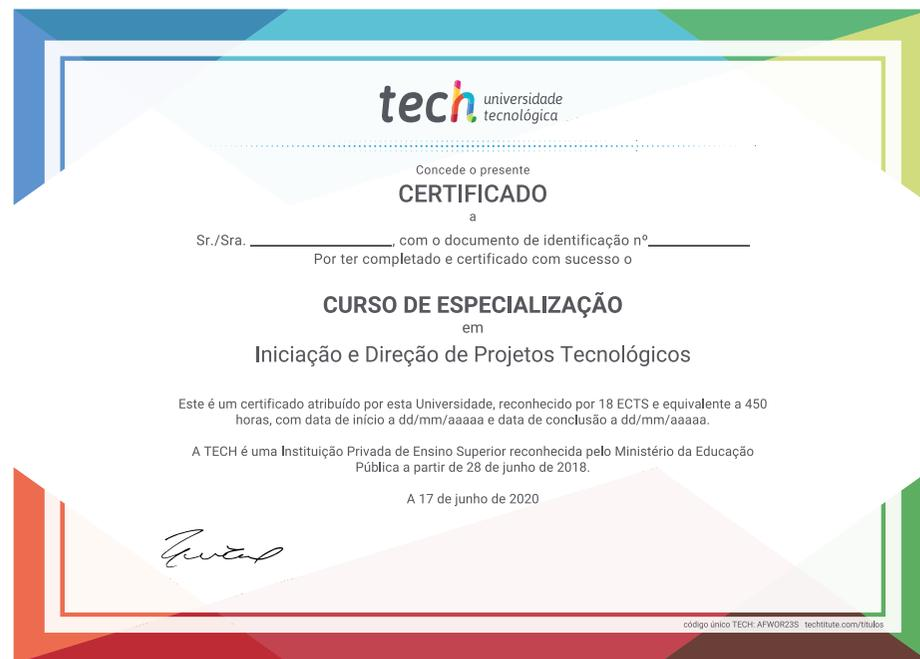 tech universidade
tecnológica
Concede o presente
CERTIFICADO
a
Sr./Sra. ____________________, com o documento de identificação nº______________
Por ter completado e certificado com sucesso o
CURSO DE ESPECIALIZAÇÃO
em
Iniciação e Direção de Projetos Tecnológicos
Este é um certificado atribuído por esta Universidade, reconhecido por 18 ECTS e equivalente a 450
horas, com data de início a dd/mm/aaaaa e data de conclusão a dd/mm/aaaaa.
A TECH é uma Instituição Privada de Ensino Superior reconhecida pelo Ministério da Educação
Pública a partir de 28 de junho de 2018.
A 17 de junho de 2020
código único TECH: AFWOR23S techtitute.com/titulos